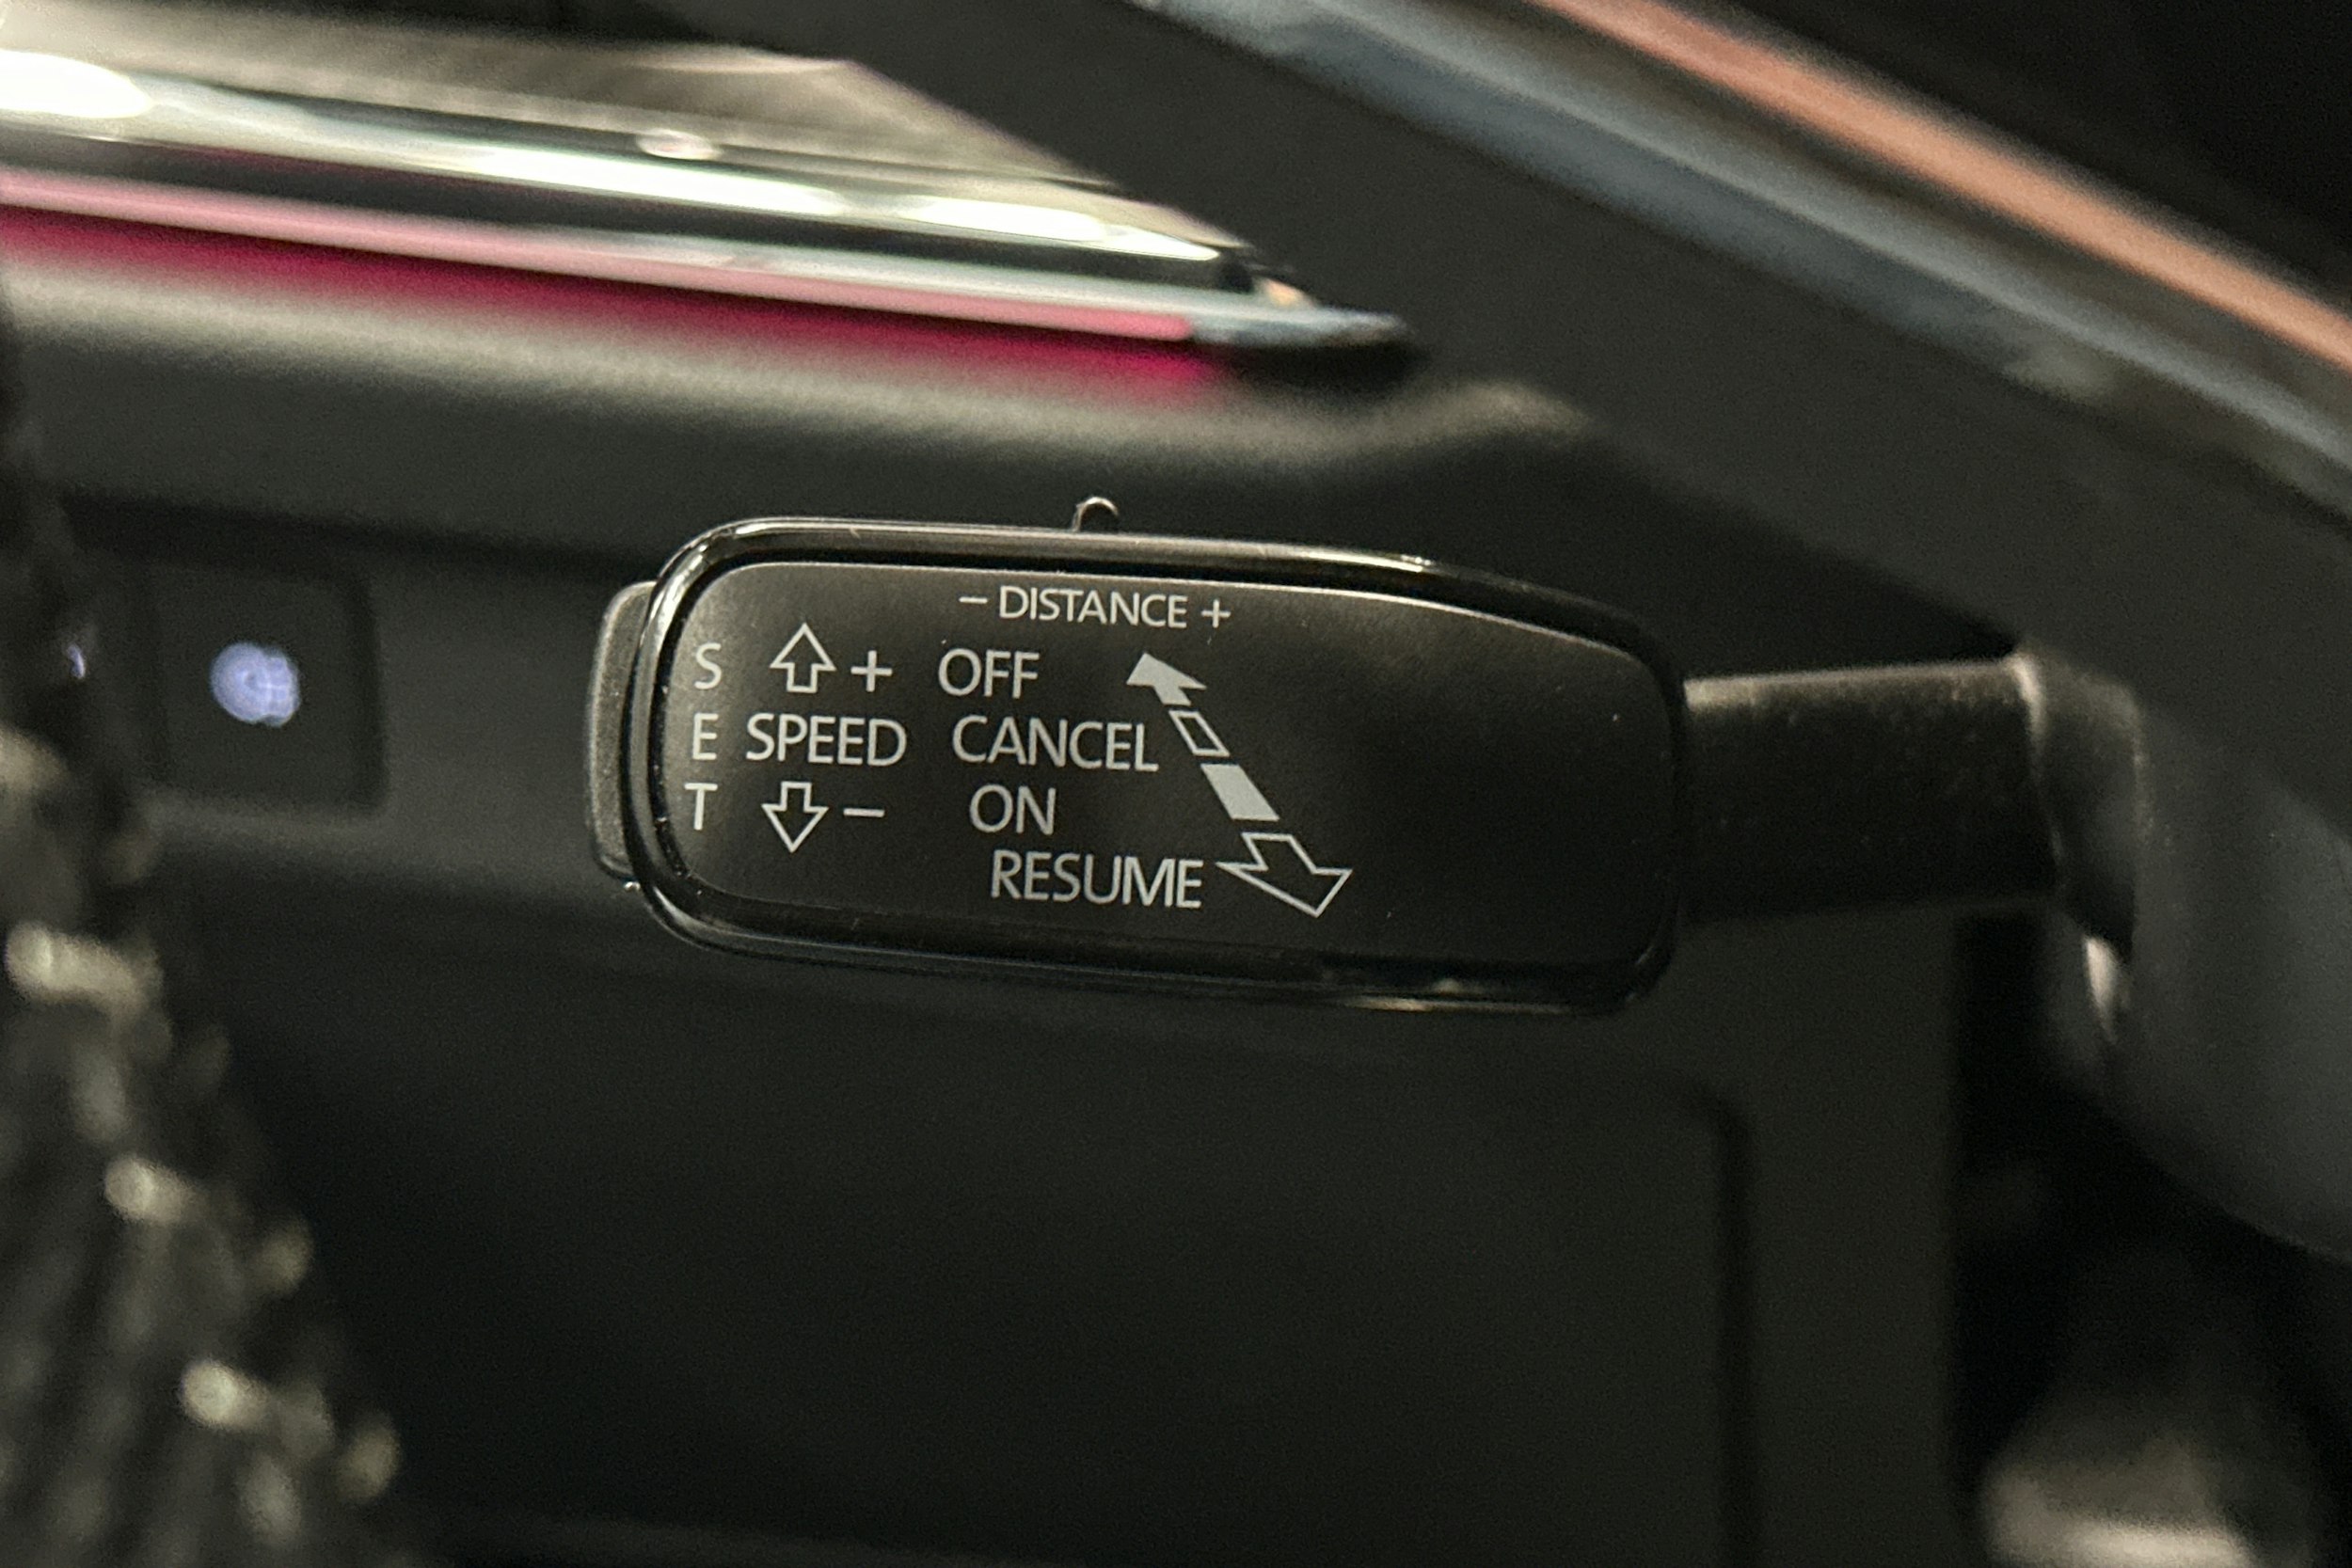 − DISTANCE +
S + OFF
E SPEED CANCEL
T − ON
RESUME